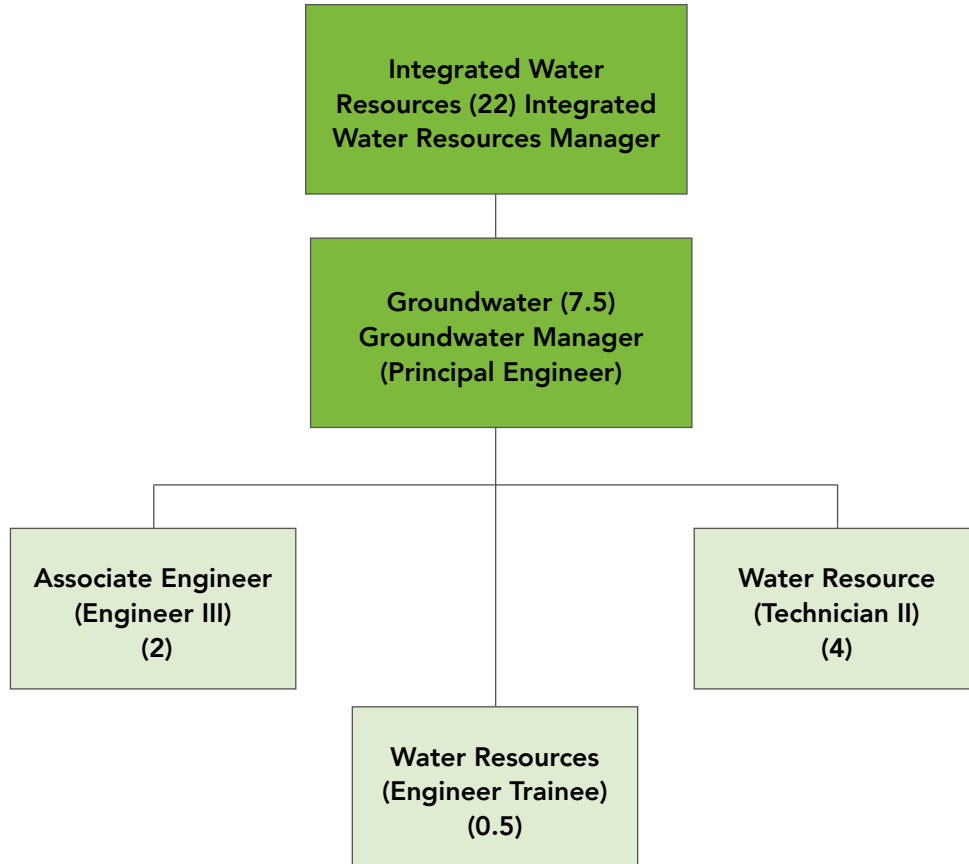 Integrated Water
Resources (22) Integrated
Water Resources Manager
Groundwater (7.5)
Groundwater Manager
(Principal Engineer)
Associate Engineer
(Engineer III)
(2)
Water Resource
(Technician II)
(4)
Water Resources
(Engineer Trainee)
(0.5)